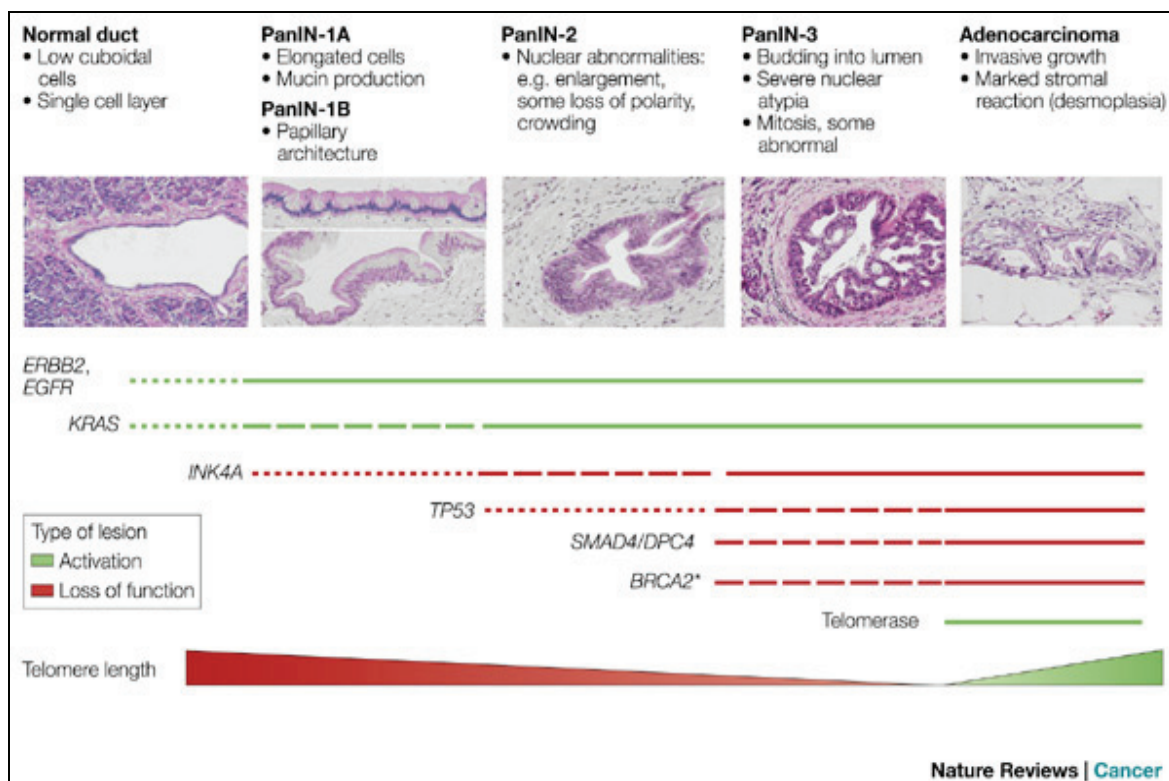 Normal duct
• Low cuboidal
cells
• Single cell layer
PanIN-1A
• Elongated cells
• Mucin production
PanIN-1B
• Papillary
architecture
PanIN-2
• Nuclear abnormalities:
e.g. enlargement,
some loss of polarity,
crowding
PanIN-3
• Budding into lumen
• Severe nuclear
atypia
• Mitosis, some
abnormal
Adenocarcinoma
• Invasive growth
• Marked stromal
reaction (desmoplasia)
ERBB2,
EGFR
KRAS
INK4A
TP53
SMAD4/DPC4
BRCA2*
Telomerase
Type of lesion
Activation
Loss of function
Telomere length
Nature Reviews | Cancer